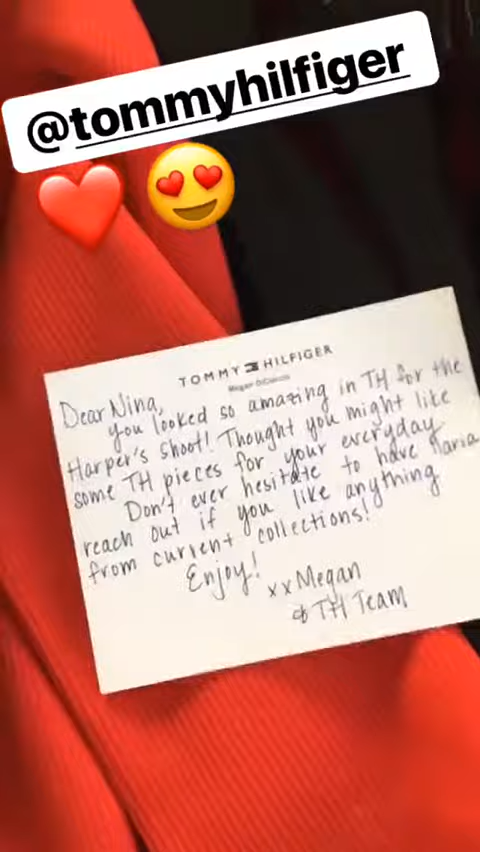 @tommyhilfiger
TOMMY HILFIGER
Megan
Dear Nina,
You looked so amazing in TH for the
Harper's shoot! Thought you might like
some TH pieces for your everyday
Don't ever hesitate to have Maria
reach out if you like anything
from current collections!
Enjoy!
xx Megan
& TH Team